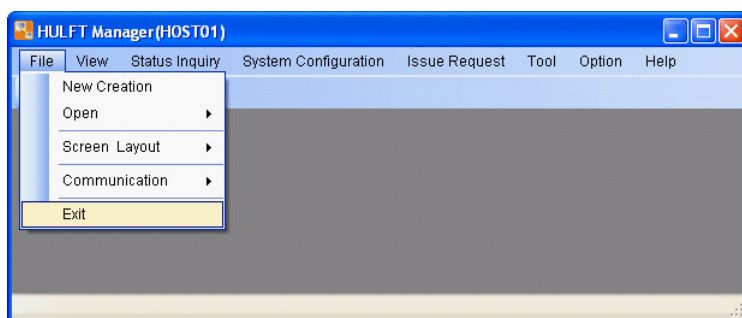 HULFT Manager(HOST01)
File View Status Inquiry System Configuration Issue Request Tool Option Help
New Creation
Open
Screen Layout
Communication
Exit